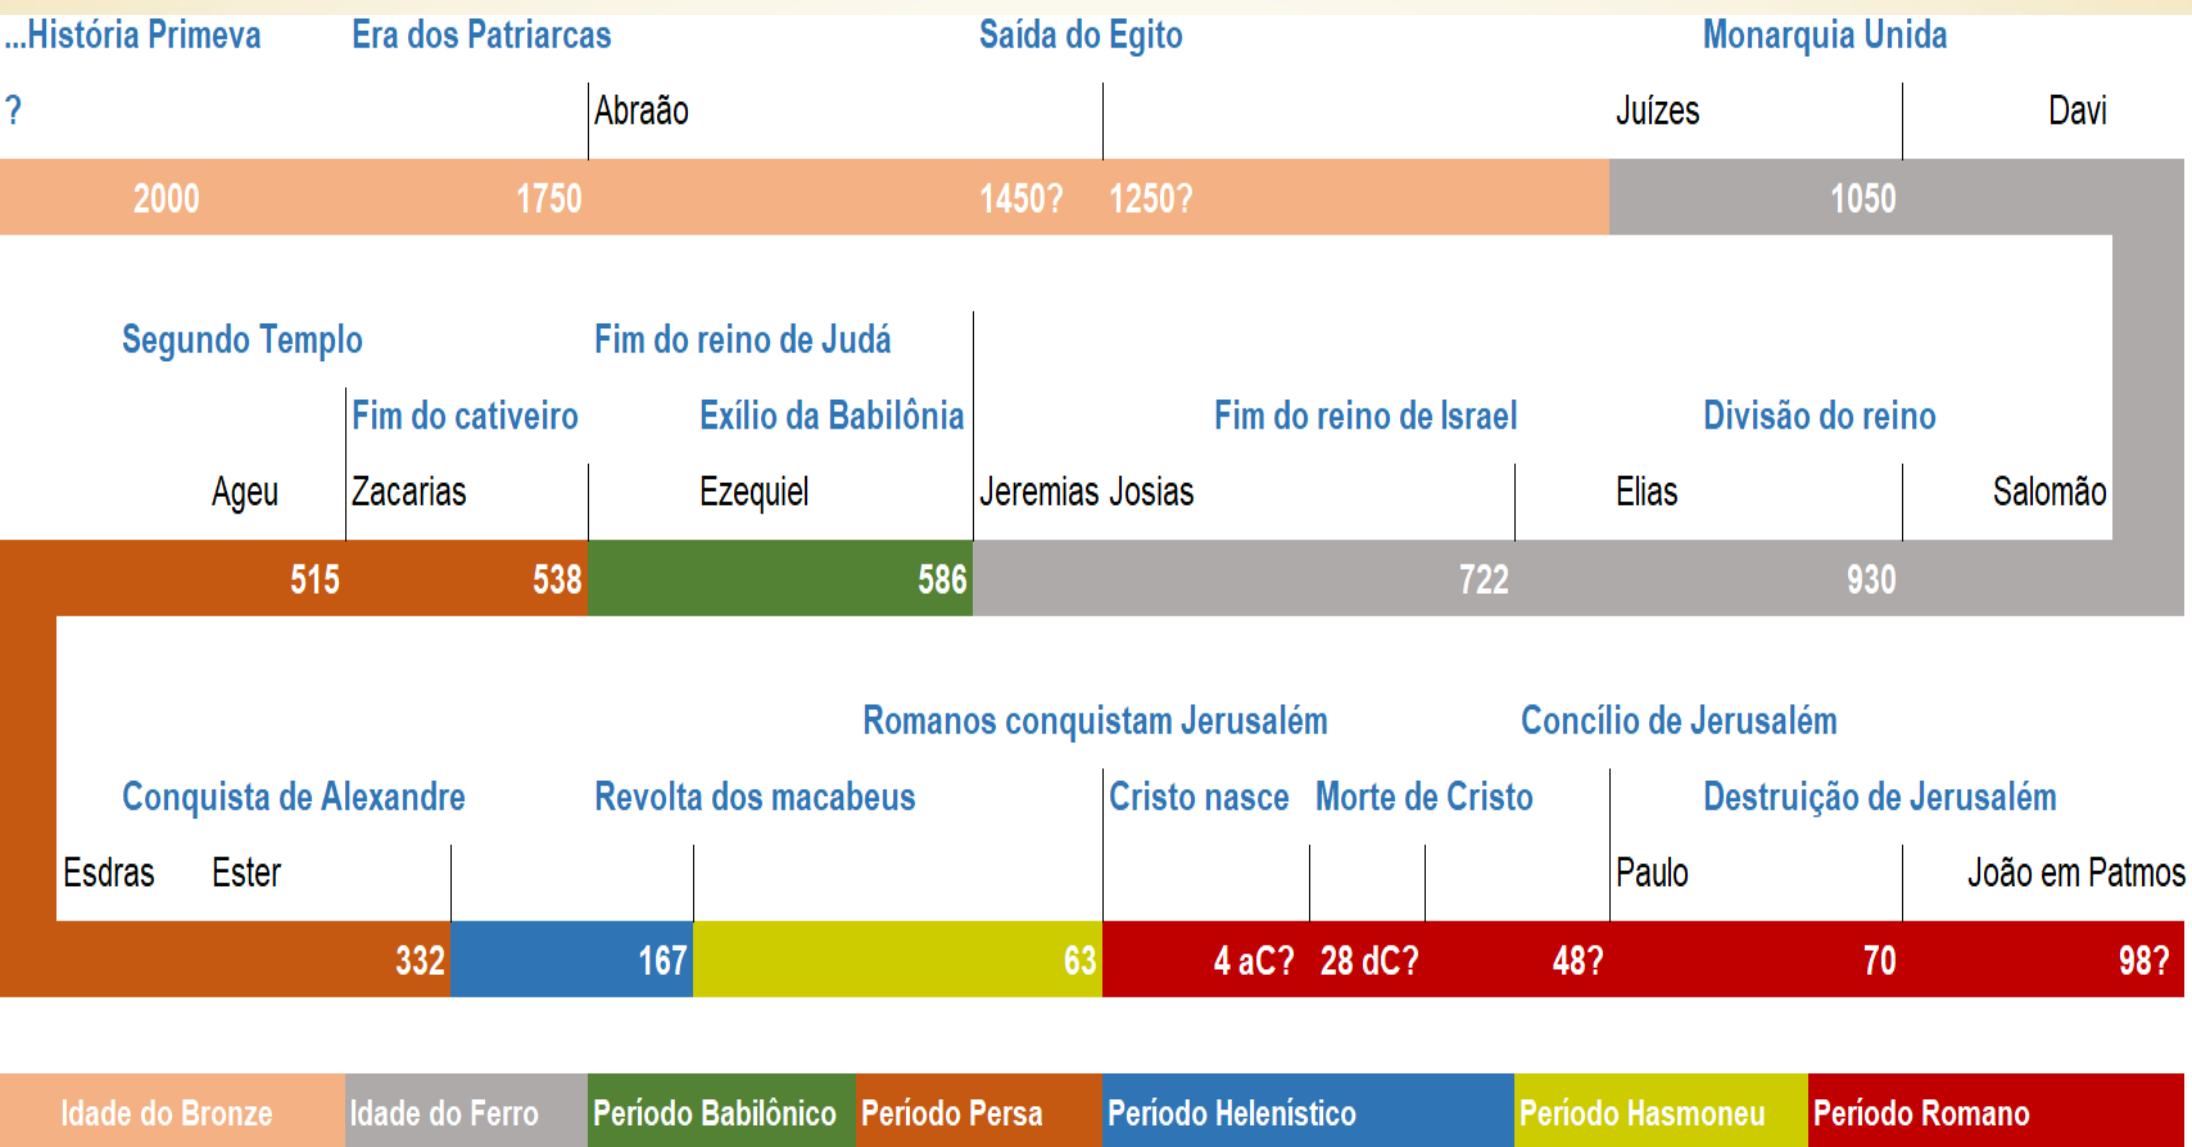 ...História Primeva Era dos Patriarcas Saída do Egito Monarquia Unida
? Abraão Juízes Davi
2000 1750 1450? 1250? 1050
Segundo Templo Fim do reino de Judá
Fim do cativeiro Exílio da Babilônia Fim do reino de Israel Divisão do reino
Ageu Zacarias Ezequiel Jeremias Josias Elias Salomão
515 538 586 722 930
Romanos conquistam Jerusalém Concílio de Jerusalém
Conquista de Alexandre Revolta dos macabeus Cristo nasce Morte de Cristo Destruição de Jerusalém
Esdras Ester Paulo João em Patmos
332 167 63 4 aC? 28 dC? 48? 70 98?
Idade do Bronze Idade do Ferro Período Babilônico Período Persa Período Helenístico Período Hasmoneu Período Romano